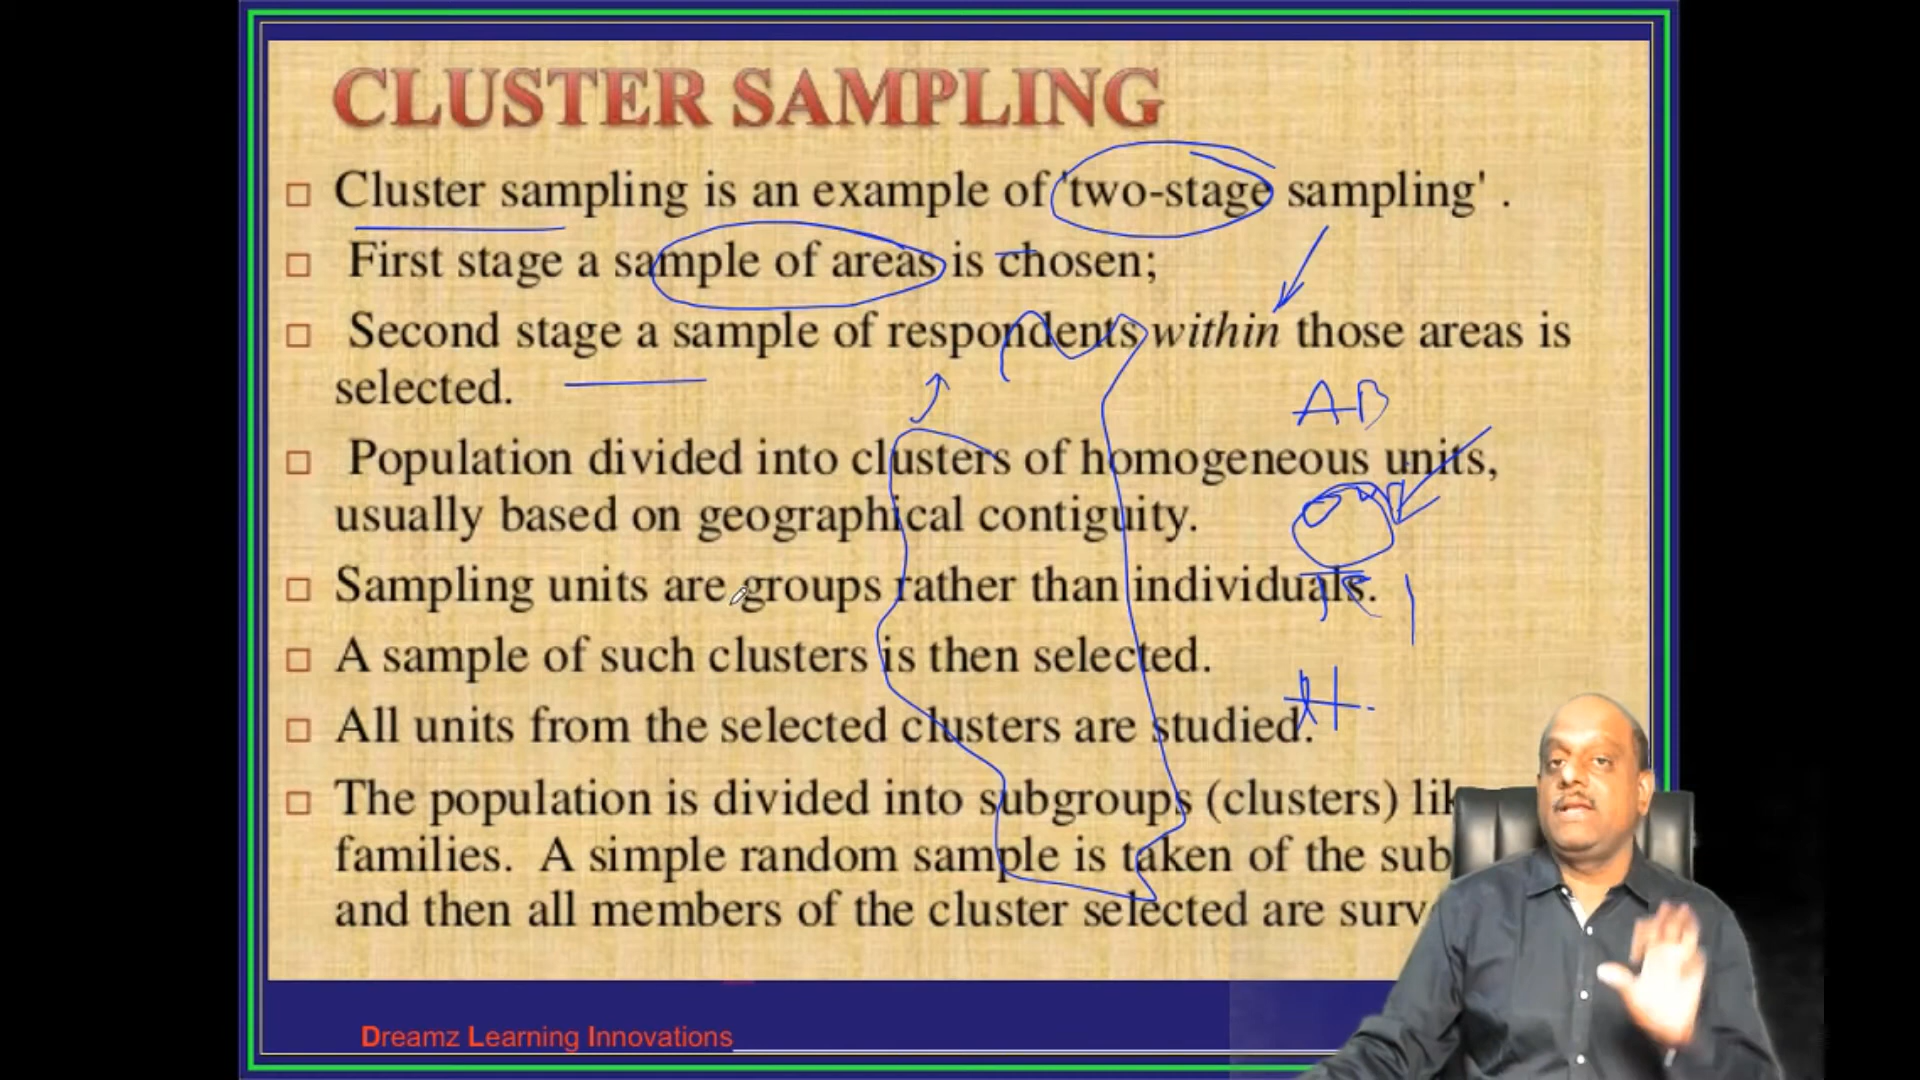 CLUSTER SAMPLING
Cluster sampling is an example of 'two-stage sampling' .
First stage a sample of areas is chosen;
Second stage a sample of respondents within those areas is
selected.
AB
Population divided into clusters of homogeneous units,
usually based on geographical contiguity.
Sampling units are groups rather than individuals.
A sample of such clusters is then selected.
All units from the selected clusters are studied.
The population is divided into subgroups (clusters)
families. A simple random sample is taken of the
and then all members of the cluster selected are
Dreamz Learning Innovations